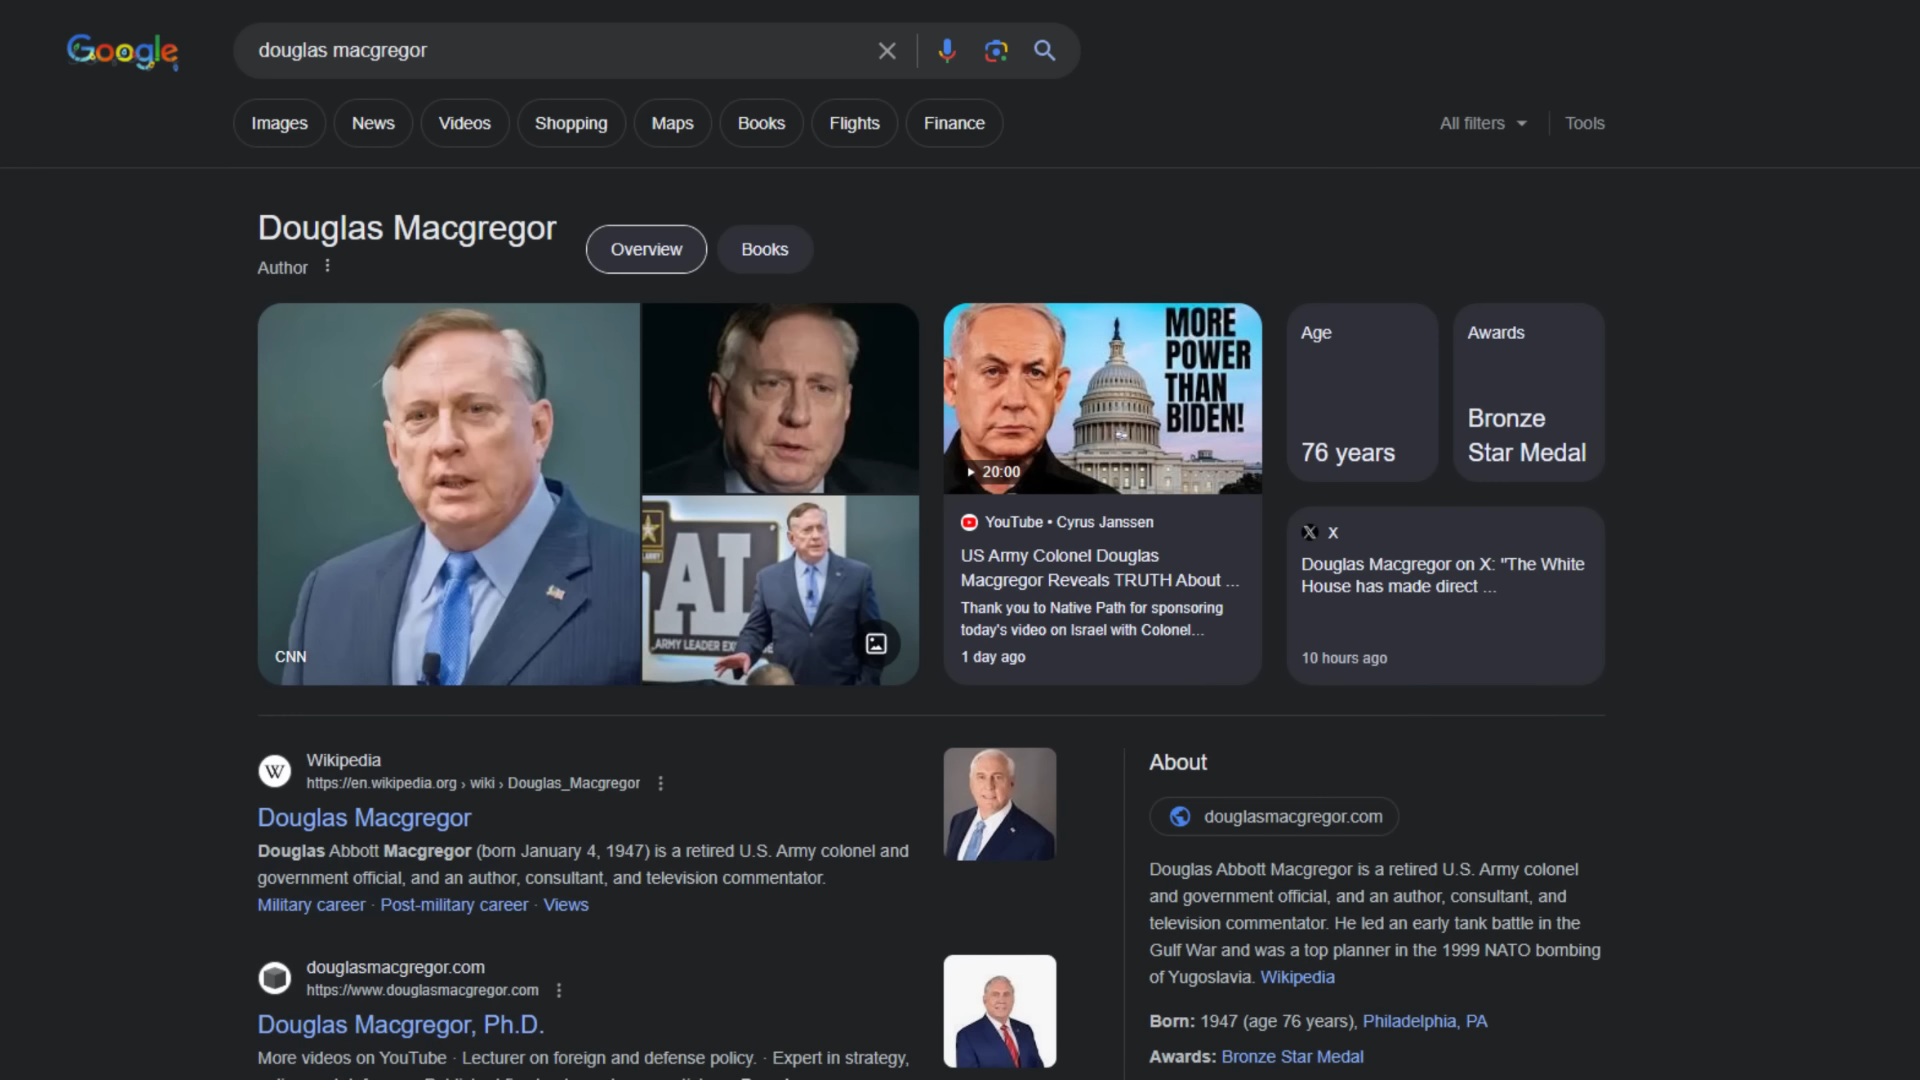 Google
douglas macgregor
Images
News
Videos
Shopping
Maps
Books
Flights
Finance
All filters
Tools
Douglas Macgregor
Author
Overview
Books
CNN
AI
ARMY LEADER
MORE
POWER
THAN
BIDEN!
20:00
YouTube • Cyrus Janssen
US Army Colonel Douglas
Macgregor Reveals TRUTH About ...
Thank you to Native Path for sponsoring
today's video on Israel with Colonel...
1 day ago
Age
76 years
Awards
Bronze
Star Medal
X
Douglas Macgregor on X: "The White
House has made direct ...
10 hours ago
W
Wikipedia
https://en.wikipedia.org › wiki › Douglas_Macgregor
Douglas Macgregor
Douglas Abbott Macgregor (born January 4, 1947) is a retired U.S. Army colonel and
government official, and an author, consultant, and television commentator.
Military career · Post-military career · Views
douglasmacgregor.com
https://www.douglasmacgregor.com
Douglas Macgregor, Ph.D.
More videos on YouTube · Lecturer on foreign and defense policy. · Expert in strategy,
About
douglasmacgregor.com
Douglas Abbott Macgregor is a retired U.S. Army colonel
and government official, and an author, consultant, and
television commentator. He led an early tank battle in the
Gulf War and was a top planner in the 1999 NATO bombing
of Yugoslavia. Wikipedia
Born: 1947 (age 76 years), Philadelphia, PA
Awards: Bronze Star Medal